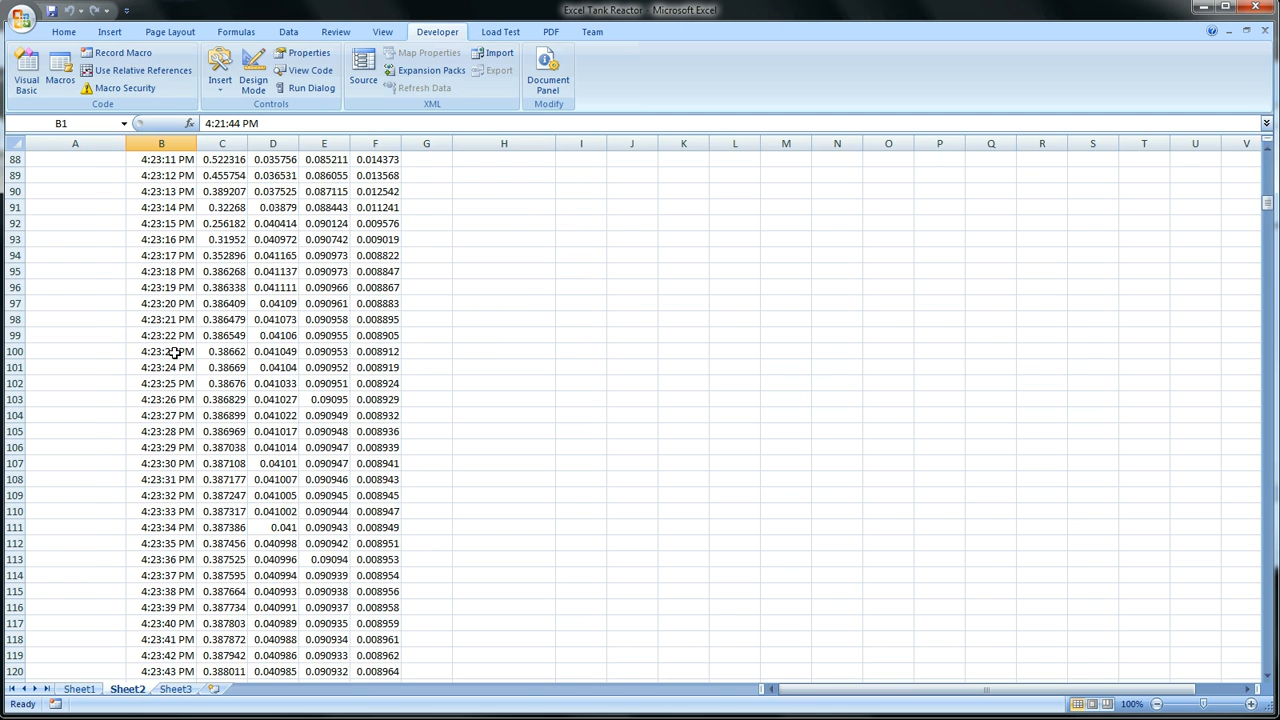 Excel Tank Reactor - Microsoft Excel
Home Insert Page Layout Formulas Data Review View Developer Load Test PDF Team
Visual Basic
Macros
Record Macro
Use Relative References
Macro Security
Code
Insert
Design Mode
Properties
View Code
Run Dialog
Controls
Source
Map Properties
Expansion Packs
Refresh Data
Import
Export
XML
Document Panel
Modify
B1 fx 4:21:44 PM
A B C D E F G H I J K L M N O P Q R S T U V
88 4:23:11 PM 0.522316 0.035756 0.085211 0.014373
89 4:23:12 PM 0.455754 0.036531 0.086055 0.013568
90 4:23:13 PM 0.389207 0.037525 0.087115 0.012542
91 4:23:14 PM 0.32268 0.03879 0.088443 0.011241
92 4:23:15 PM 0.256182 0.040414 0.090124 0.009576
93 4:23:16 PM 0.31952 0.040972 0.090742 0.009019
94 4:23:17 PM 0.352896 0.041165 0.090973 0.008822
95 4:23:18 PM 0.386268 0.041137 0.090973 0.008847
96 4:23:19 PM 0.386338 0.041111 0.090966 0.008867
97 4:23:20 PM 0.386409 0.04109 0.090961 0.008883
98 4:23:21 PM 0.386479 0.041073 0.090958 0.008895
99 4:23:22 PM 0.386549 0.04106 0.090955 0.008905
100 PM 0.38662 0.041049 0.090953 0.008912
101 4:23:24 PM 0.38669 0.04104 0.090952 0.008919
102 4:23:25 PM 0.38676 0.041033 0.090951 0.008924
103 4:23:26 PM 0.386829 0.041027 0.09095 0.008929
104 4:23:27 PM 0.386899 0.041022 0.090949 0.008932
105 4:23:28 PM 0.386969 0.041017 0.090948 0.008936
106 4:23:29 PM 0.387038 0.041014 0.090947 0.008939
107 4:23:30 PM 0.387108 0.04101 0.090947 0.008941
108 4:23:31 PM 0.387177 0.041007 0.090946 0.008943
109 4:23:32 PM 0.387247 0.041005 0.090945 0.008945
110 4:23:33 PM 0.387317 0.041002 0.090944 0.008947
111 4:23:34 PM 0.387386 0.041 0.090943 0.008949
112 4:23:35 PM 0.387456 0.040998 0.090942 0.008951
113 4:23:36 PM 0.387525 0.040996 0.09094 0.008953
114 4:23:37 PM 0.387595 0.040994 0.090939 0.008954
115 4:23:38 PM 0.387664 0.040993 0.090938 0.008956
116 4:23:39 PM 0.387734 0.040991 0.090937 0.008958
117 4:23:40 PM 0.387803 0.040989 0.090935 0.008959
118 4:23:41 PM 0.387872 0.040988 0.090934 0.008961
119 4:23:42 PM 0.387942 0.040986 0.090933 0.008962
120 4:23:43 PM 0.388011 0.040985 0.090932 0.008964
Sheet1 Sheet2 Sheet3
Ready 100%